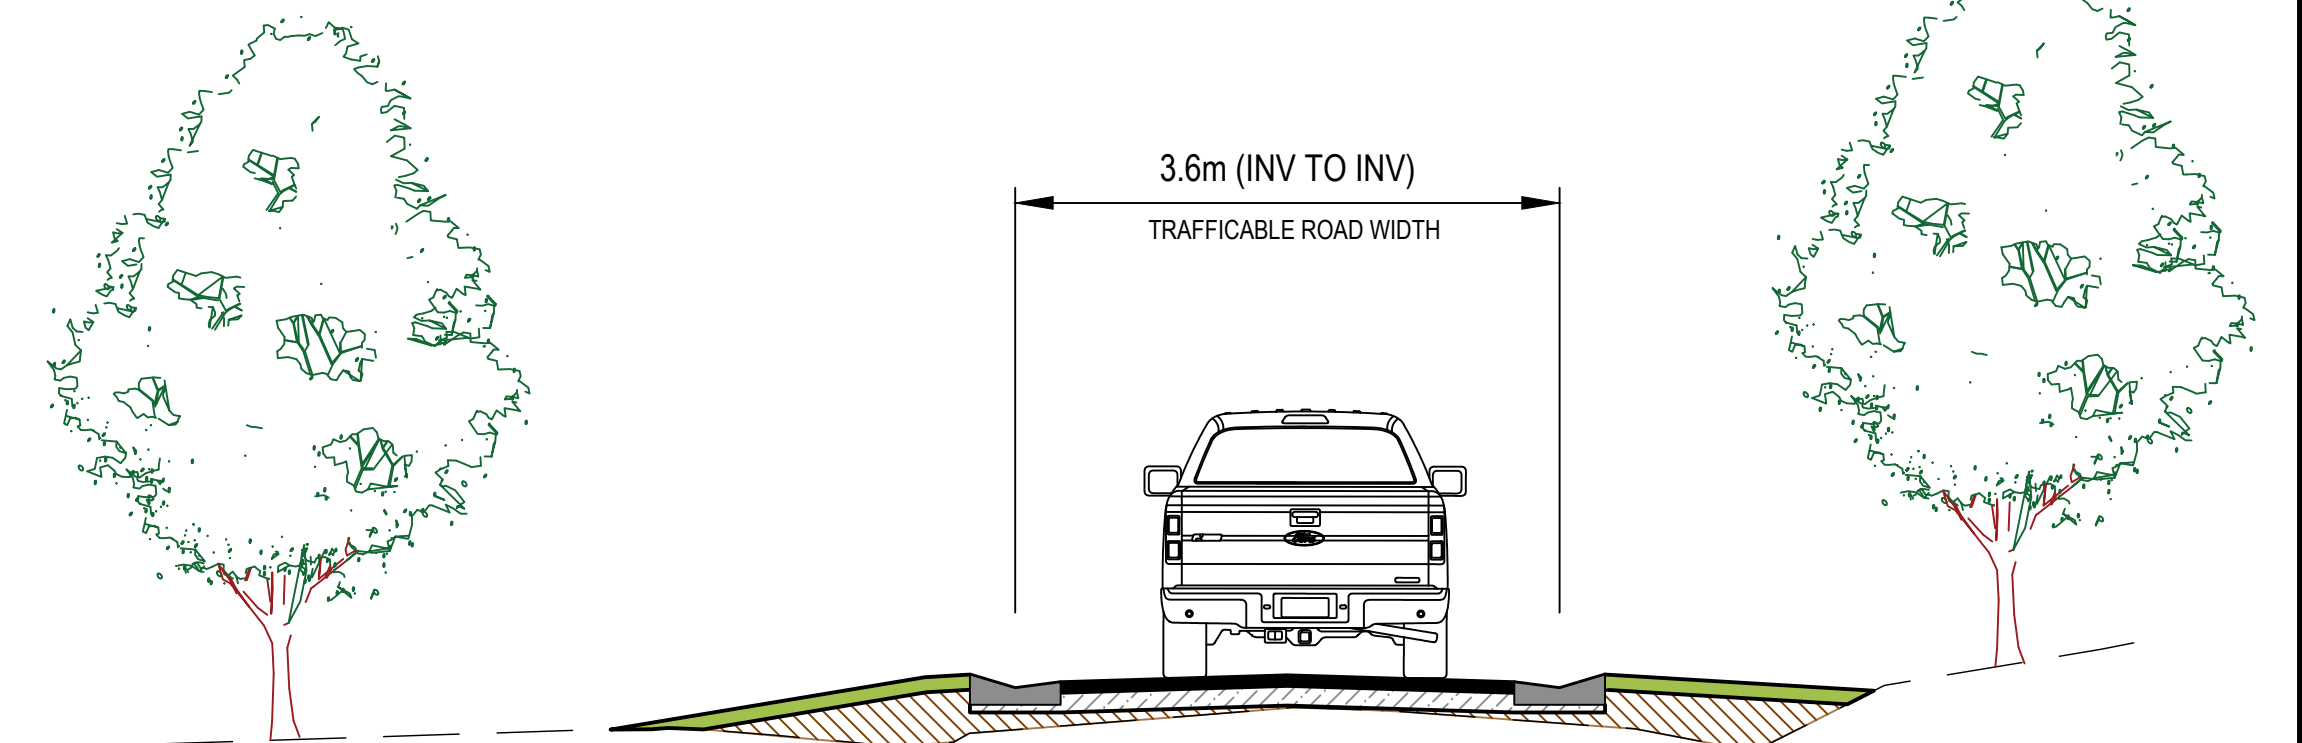 3.6m (INV TO INV)
TRAFFICABLE ROAD WIDTH